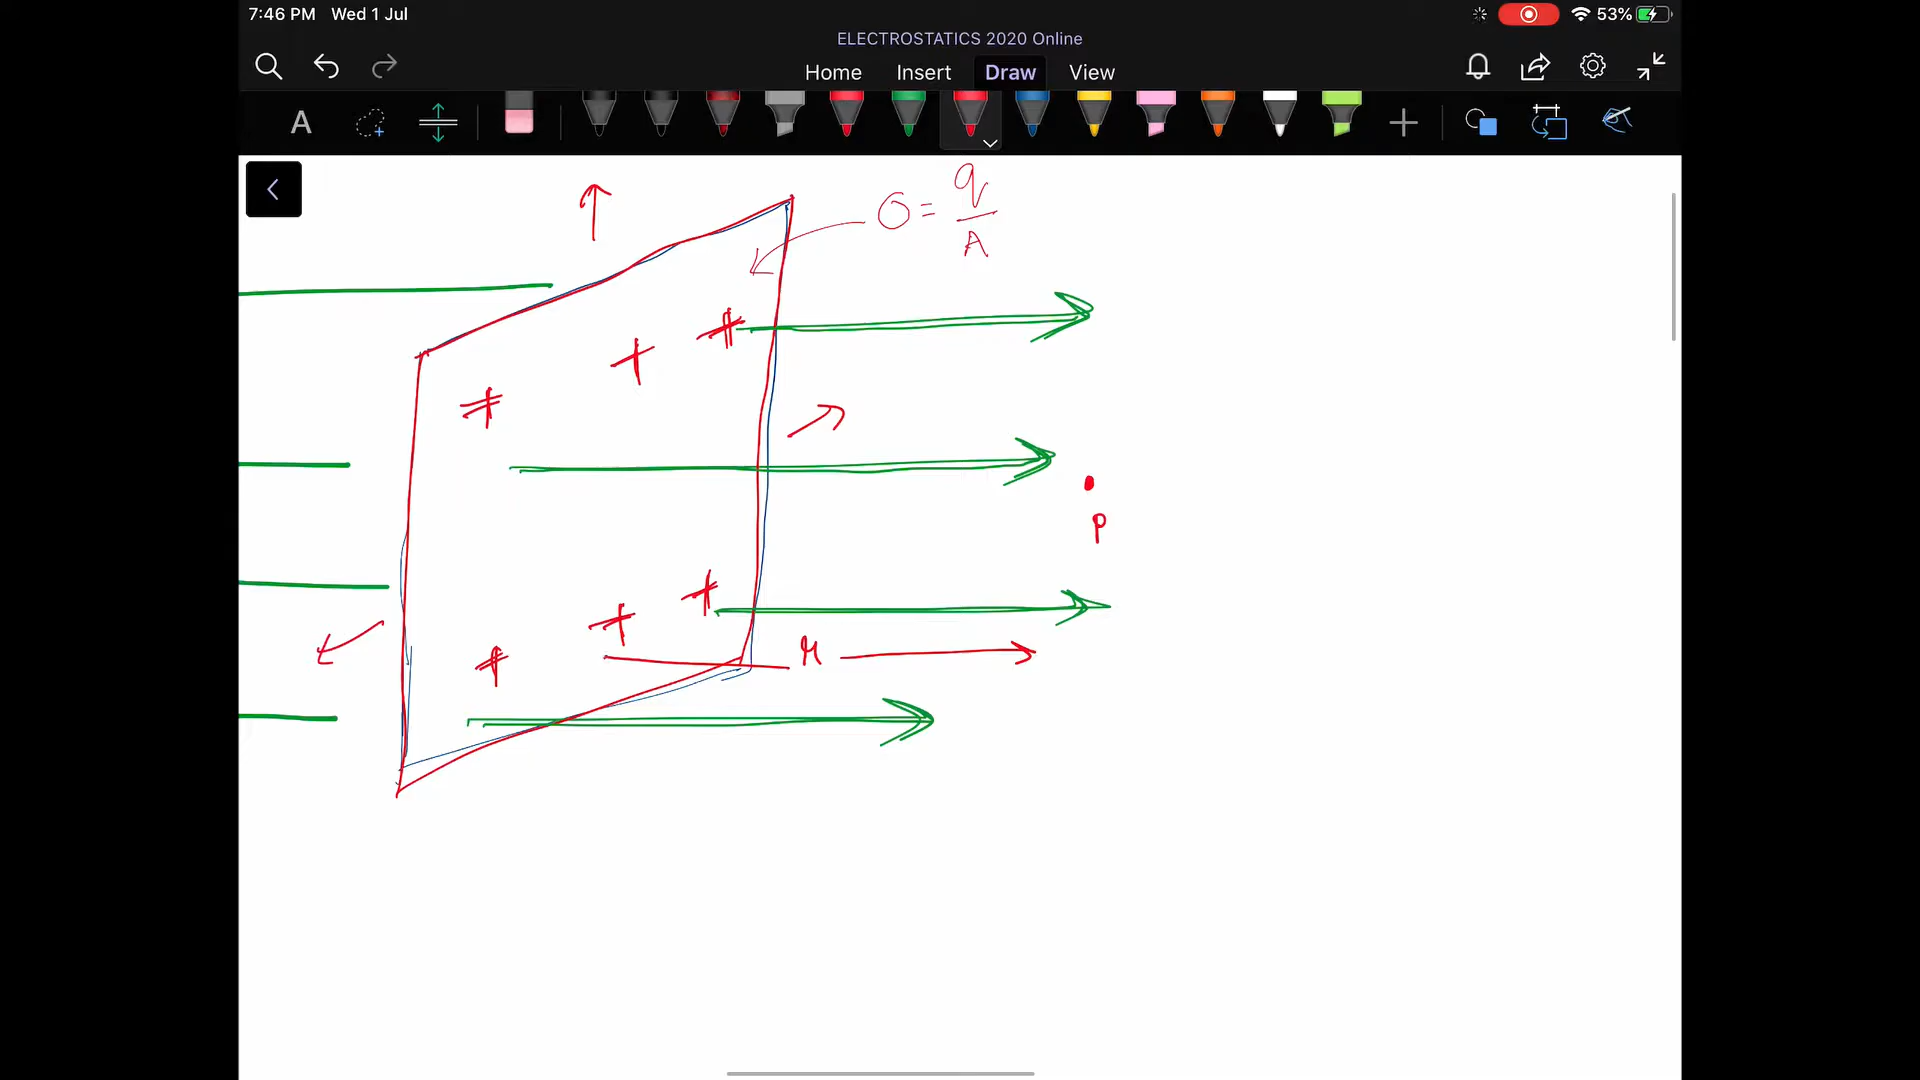 7:46 PM Wed 1 Jul
53%
ELECTROSTATICS 2020 Online
Home Insert Draw View
A
σ = q
A
P
r